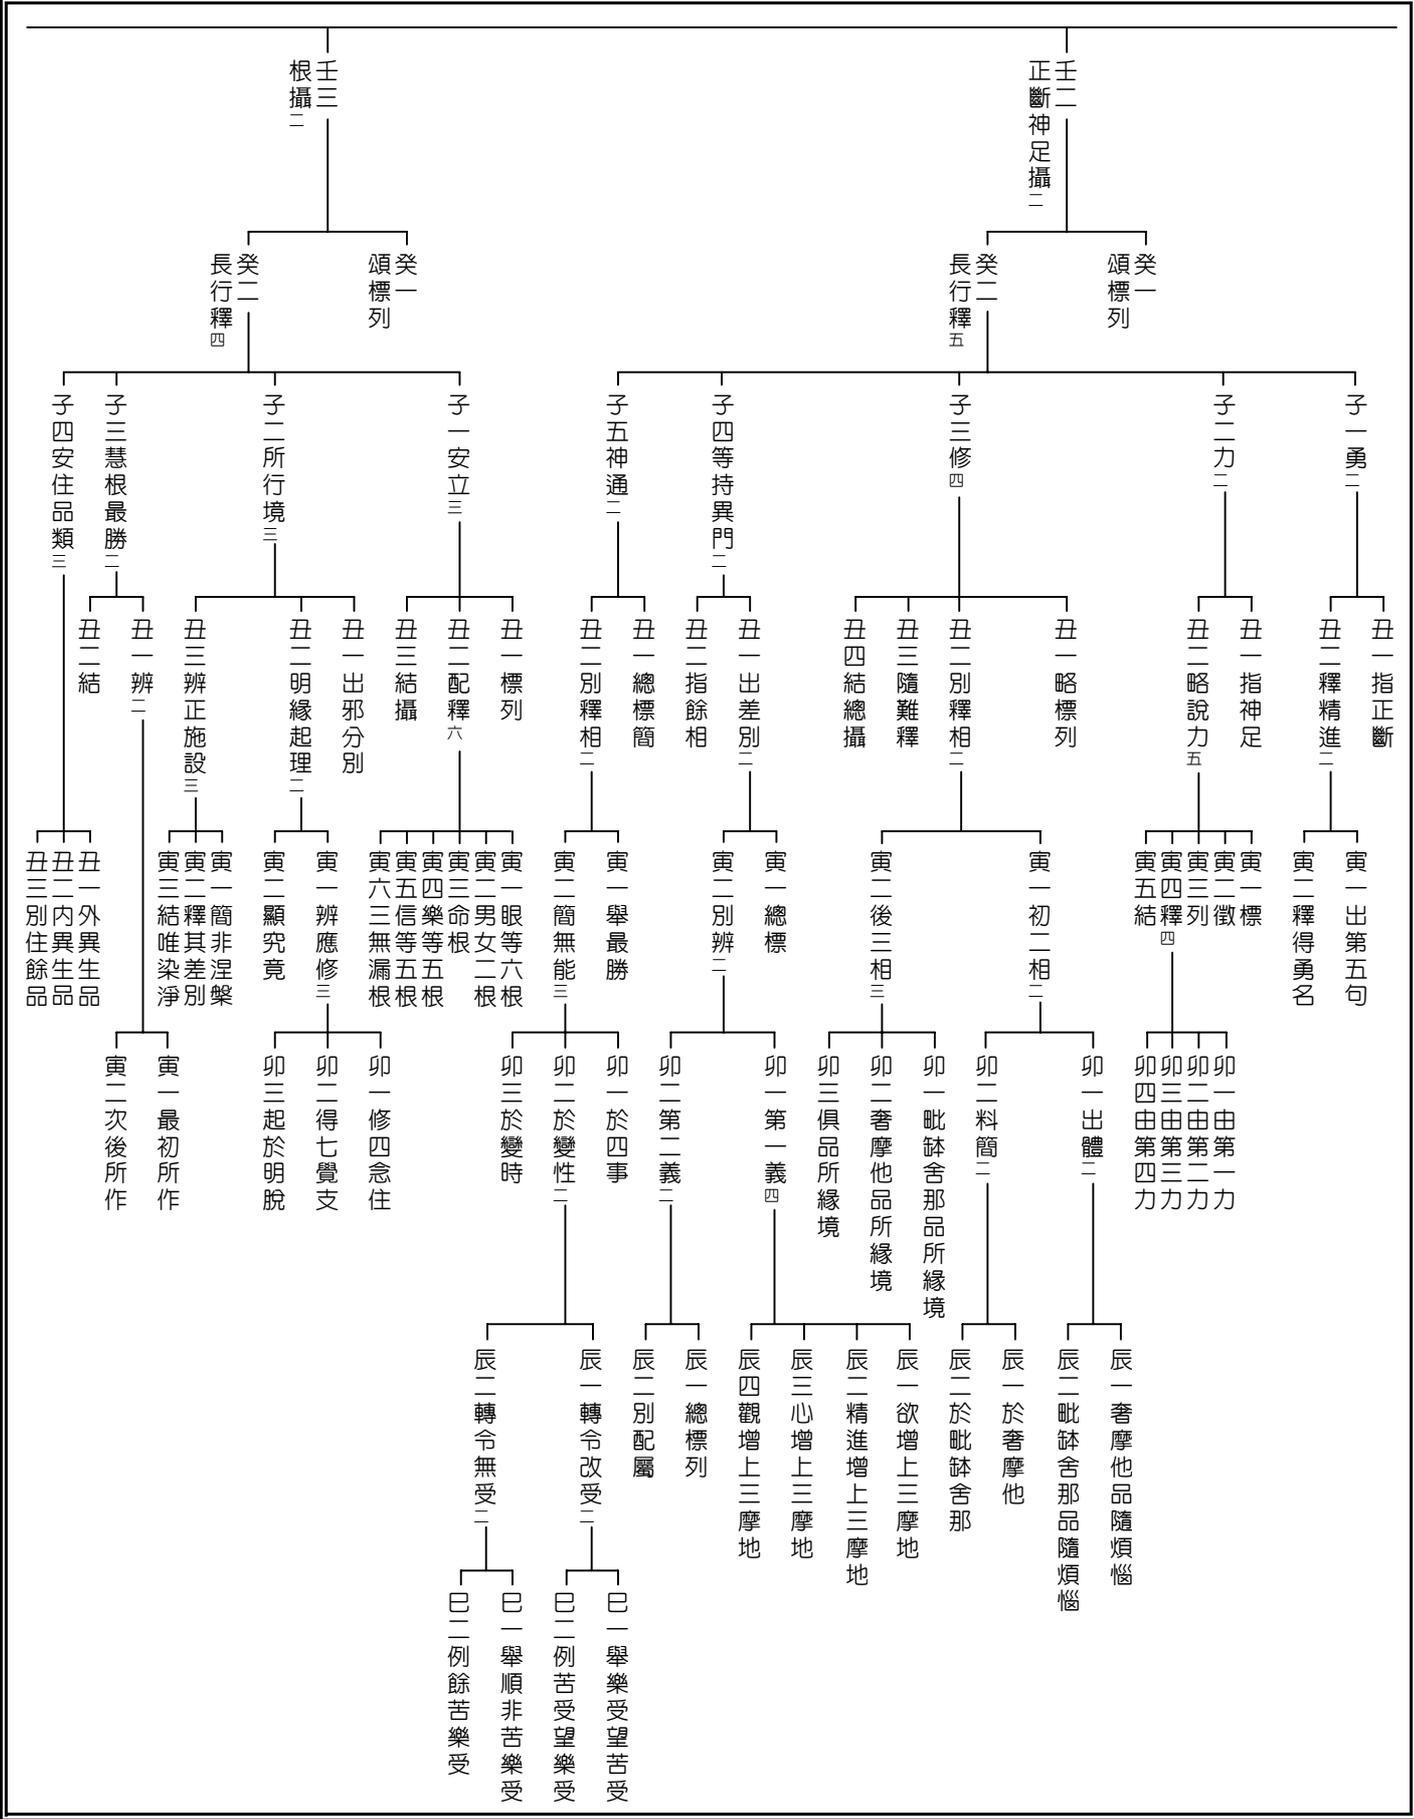 壬二
正斷神足攝二
壬三
根攝二
癸一
頌標列
癸二
長行釋五
癸一
頌標列
癸二
長行釋四
子一勇二
子二力二
子三修四
子四等持異門二
子五神通二
子一安立三
子二所行境三
子三慧根最勝二
子四安住品類三
丑一指正斷
丑二釋精進二
丑一指神足
丑二略說力五
丑一略標列
丑二別釋相二
丑三隨難釋
丑四結總攝
丑一出差別二
丑二指餘相
丑一總標簡
丑二別釋相二
丑一標列
丑二配釋六
丑三結攝
丑一出邪分別
丑二明緣起理二
丑三辨正施設三
丑一辨二
丑二結
寅一出第五句
寅二釋得勇名
寅一標
寅二徵
寅三列
寅四釋四
寅五結
寅一初二相二
寅二後三相三
寅一總標
寅二別辨二
寅一舉最勝
寅二簡無能三
寅一眼等六根
寅二男女二根
寅三命根
寅四樂等五根
寅五信等五根
寅六三無漏根
寅一辨應修三
寅二顯究竟
寅一簡非涅槃
寅二釋其差別
寅三結唯染淨
丑一外異生品
丑二內異生品
丑三別住餘品
卯一由第一力
卯二由第二力
卯三由第三力
卯四由第四力
卯一出體二
卯二料簡二
卯一毗缽舍那品所緣境
卯二奢摩他品所緣境
卯三俱品所緣境
卯一第一義四
卯二第二義二
卯一於四事
卯二於變性二
卯三於變時
卯一修四念住
卯二得七覺支
卯三起於明脫
寅一最初所作
寅二次後所作
辰一奢摩他品隨煩惱
辰二毗缽舍那品隨煩惱
辰一於奢摩他
辰二於毗缽舍那
辰一欲增上三摩地
辰二精進增上三摩地
辰三心增上三摩地
辰四觀增上三摩地
辰一總標列
辰二別配屬
辰一轉令改受二
辰二轉令無受二
巳一舉樂受望苦受
巳二例苦受望樂受
巳一舉順非苦樂受
巳二例餘苦樂受